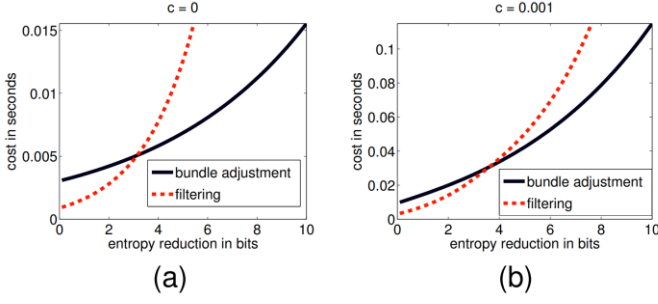 c = 0
0.015
0.01
0.005
0
cost in seconds
bundle adjustment
filtering
0 2 4 6 8 10
entropy reduction in bits
(a)
c = 0.001
0.1
0.08
0.06
0.04
0.02
0
cost in seconds
bundle adjustment
filtering
0 2 4 6 8 10
entropy reduction in bits
(b)